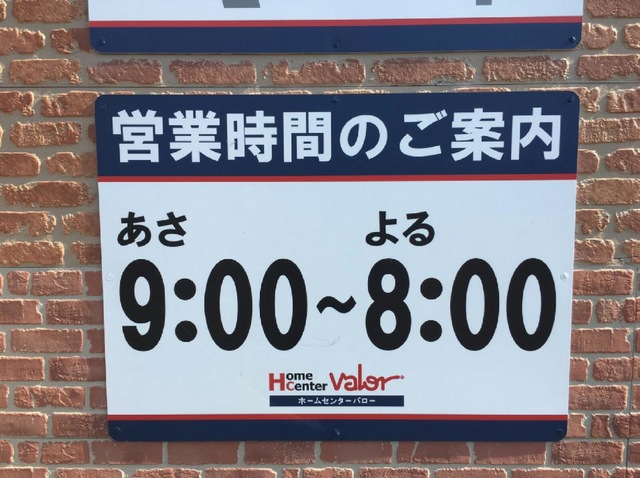 営業時間のご案内
あさ よる
9:00~8:00
Home Center Valor
ホームセンターバロー